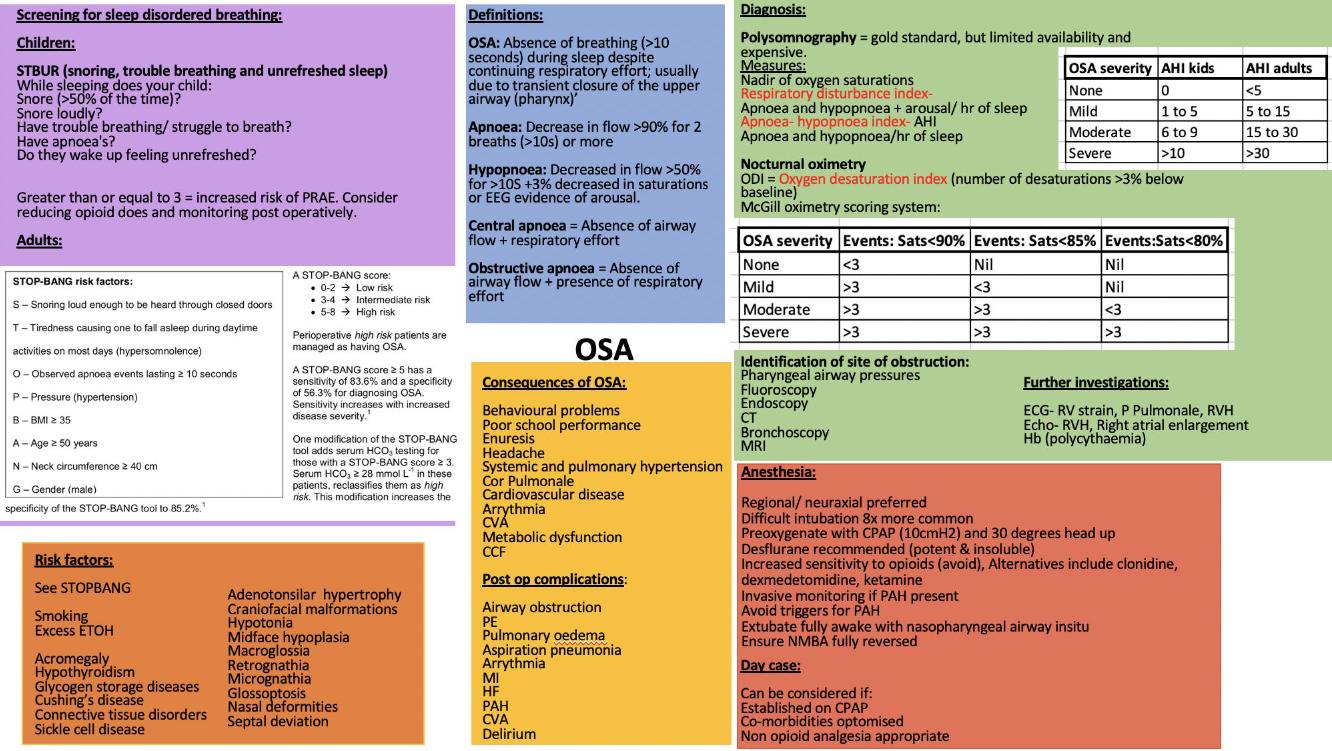 Screening for sleep disordered breathing:
Children:
STBUR (snoring, trouble breathing and unrefreshed sleep)
While sleeping does your child:
Snore (>50% of the time)?
Snore loudly?
Have trouble breathing/ struggle to breath?
Have apnoea's?
Do they wake up feeling unrefreshed?
Greater than or equal to 3 = increased risk of PRAE. Consider
reducing opioid does and monitoring post operatively.
Adults:
STOP-BANG risk factors:
S – Snoring loud enough to be heard through closed doors
T – Tiredness causing one to fall asleep during daytime
activities on most days (hypersomnolence)
O – Observed apnoea events lasting ≥ 10 seconds
P – Pressure (hypertension)
B – BMI ≥ 35
A – Age ≥ 50 years
N – Neck circumference ≥ 40 cm
G – Gender (male)
A STOP-BANG score:
• 0-2 → Low risk
• 3-4 → Intermediate risk
• 5-8 → High risk
Perioperative high risk patients are
managed as having OSA.
A STOP-BANG score ≥ 5 has a
sensitivity of 83.6% and a specificity
of 56.3% for diagnosing OSA.
Sensitivity increases with increased
disease severity.¹
One modification of the STOP-BANG
tool adds serum HCO₃ testing for
those with a STOP-BANG score ≥ 3.
Serum HCO₃ ≥ 28 mmol L⁻¹ in these
patients, reclassifies them as high
risk. This modification increases the
specificity of the STOP-BANG tool to 85.2%.¹
Risk factors:
See STOPBANG
Smoking
Excess ETOH
Acromegaly
Hypothyroidism
Glycogen storage diseases
Cushing's disease
Connective tissue disorders
Sickle cell disease
Adenotonsilar hypertrophy
Craniofacial malformations
Hypotonia
Midface hypoplasia
Macroglossia
Retrognathia
Micrognathia
Glossoptosis
Nasal deformities
Septal deviation
Definitions:
OSA: Absence of breathing (>10
seconds) during sleep despite
continuing respiratory effort; usually
due to transient closure of the upper
airway (pharynx)'
Apnoea: Decrease in flow >90% for 2
breaths (>10s) or more
Hypopnoea: Decreased in flow >50%
for >10S +3% decreased in saturations
or EEG evidence of arousal.
Central apnoea = Absence of airway
flow + respiratory effort
Obstructive apnoea = Absence of
airway flow + presence of respiratory
effort
OSA
Consequences of OSA:
Behavioural problems
Poor school performance
Enuresis
Headache
Systemic and pulmonary hypertension
Cor Pulmonale
Cardiovascular disease
Arrythmia
CVA
Metabolic dysfunction
CCF
Post op complications:
Airway obstruction
PE
Pulmonary oedema
Aspiration pneumonia
Arrythmia
MI
HF
PAH
CVA
Delirium
Diagnosis:
Polysomnography = gold standard, but limited availability and
expensive.
Measures:
Nadir of oxygen saturations
Respiratory disturbance index-
Apnoea and hypopnoea + arousal/ hr of sleep
Apnoea- hypopnoea index- AHI
Apnoea and hypopnoea/hr of sleep
OSA severity AHI kids AHI adults
None 0 <5
Mild 1 to 5 5 to 15
Moderate 6 to 9 15 to 30
Severe >10 >30
Nocturnal oximetry
ODI = Oxygen desaturation index (number of desaturations >3% below
baseline)
McGill oximetry scoring system:
OSA severity Events: Sats<90% Events: Sats<85% Events:Sats<80%
None <3 Nil Nil
Mild >3 <3 Nil
Moderate >3 >3 <3
Severe >3 >3 >3
Identification of site of obstruction:
Pharyngeal airway pressures
Fluoroscopy
Endoscopy
CT
Bronchoscopy
MRI
Further investigations:
ECG- RV strain, P Pulmonale, RVH
Echo- RVH, Right atrial enlargement
Hb (polycythaemia)
Anesthesia:
Regional/ neuraxial preferred
Difficult intubation 8x more common
Preoxygenate with CPAP (10cmH2) and 30 degrees head up
Desflurane recommended (potent & insoluble)
Increased sensitivity to opioids (avoid), Alternatives include clonidine,
dexmedetomidine, ketamine
Invasive monitoring if PAH present
Avoid triggers for PAH
Extubate fully awake with nasopharyngeal airway insitu
Ensure NMBA fully reversed
Day case:
Can be considered if:
Established on CPAP
Co-morbidities optomised
Non opioid analgesia appropriate